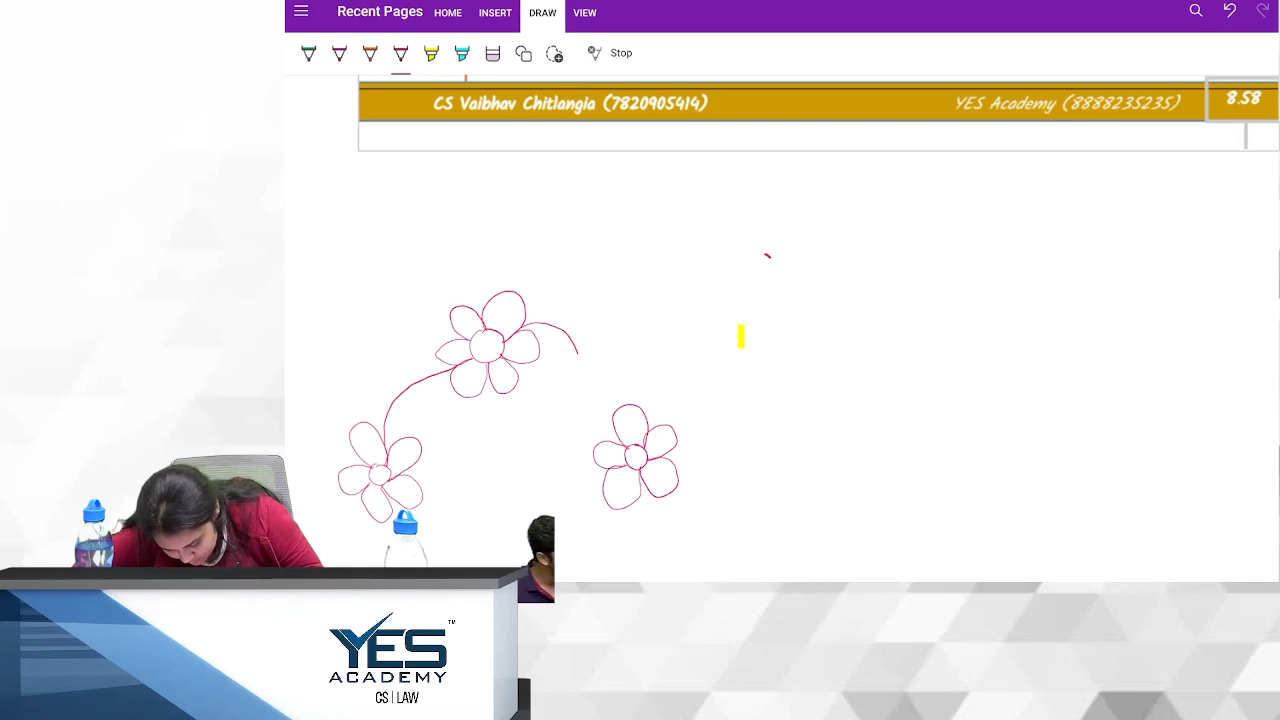 Recent Pages HOME INSERT DRAW VIEW
Stop
CS Vaibhav Chitlangia (7820905414) YES Academy (8888235235) 8.58
YES ™
ACADEMY
CS | LAW